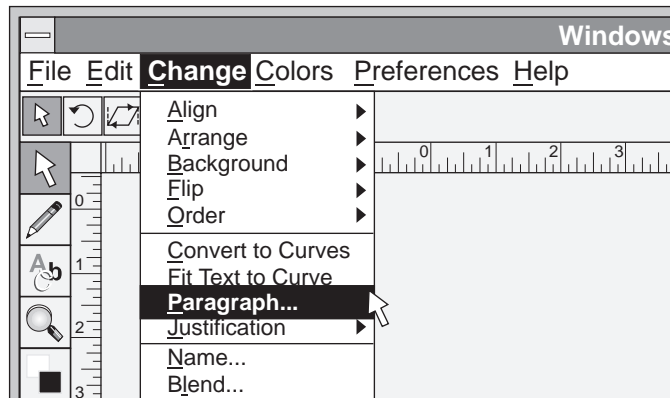 Windows
File Edit Change Colors Preferences Help
Align
Arrange
Background
Flip
Order
Convert to Curves
Fit Text to Curve
Paragraph...
Justification
Name...
Blend...
0 1 2 3
0
1
2
3
Ab